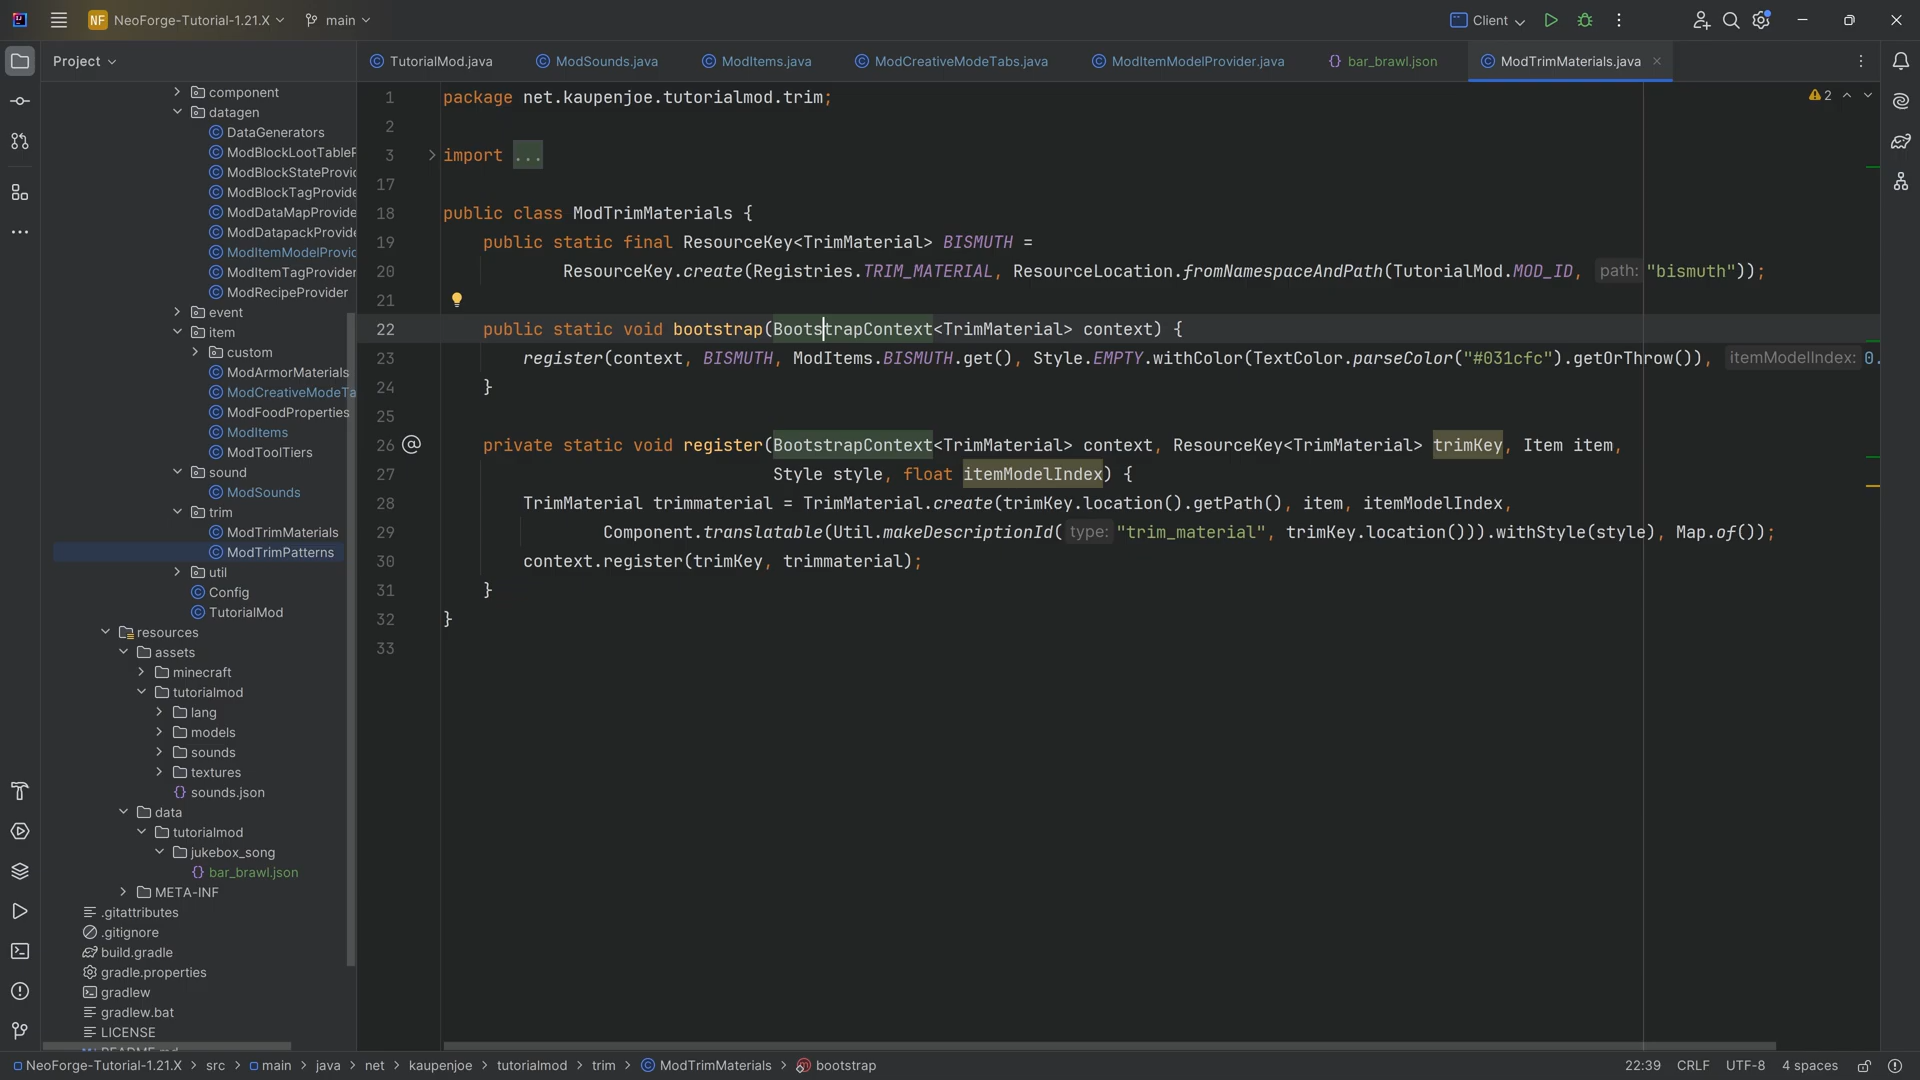 NF NeoForge-Tutorial-1.21.X main Client
Project
TutorialMod.java ModSounds.java ModItems.java ModCreativeModeTabs.java ModItemModelProvider.java {} bar_brawl.json ModTrimMaterials.java
component
datagen
DataGenerators
ModBlockLootTableP
ModBlockStateProvid
ModBlockTagProvide
ModDataMapProvide
ModDatapackProvide
ModItemModelProvid
ModItemTagProvider
ModRecipeProvider
event
item
custom
ModArmorMaterials
ModCreativeModeTa
ModFoodProperties
ModItems
ModToolTiers
sound
ModSounds
trim
ModTrimMaterials
ModTrimPatterns
util
Config
TutorialMod
resources
assets
minecraft
tutorialmod
lang
models
sounds
textures
{} sounds.json
data
tutorialmod
jukebox_song
{} bar_brawl.json
META-INF
.gitattributes
.gitignore
build.gradle
gradle.properties
gradlew
gradlew.bat
LICENSE
1 package net.kaupenjoe.tutorialmod.trim;
2
3 import ...
17
18 public class ModTrimMaterials {
19 public static final ResourceKey<TrimMaterial> BISMUTH =
20 ResourceKey.create(Registries.TRIM_MATERIAL, ResourceLocation.fromNamespaceAndPath(TutorialMod.MOD_ID, path: "bismuth"));
21
22 public static void bootstrap(BootstrapContext<TrimMaterial> context) {
23 register(context, BISMUTH, ModItems.BISMUTH.get(), Style.EMPTY.withColor(TextColor.parseColor("#031cfc").getOrThrow()), itemModelIndex: 0.
24 }
25
26 private static void register(BootstrapContext<TrimMaterial> context, ResourceKey<TrimMaterial> trimKey, Item item,
27 Style style, float itemModelIndex) {
28 TrimMaterial trimmaterial = TrimMaterial.create(trimKey.location().getPath(), item, itemModelIndex,
29 Component.translatable(Util.makeDescriptionId( type: "trim_material", trimKey.location())).withStyle(style), Map.of());
30 context.register(trimKey, trimmaterial);
31 }
32 }
33
2
NeoForge-Tutorial-1.21.X > src > main > java > net > kaupenjoe > tutorialmod > trim > ModTrimMaterials > bootstrap
22:39 CRLF UTF-8 4 spaces